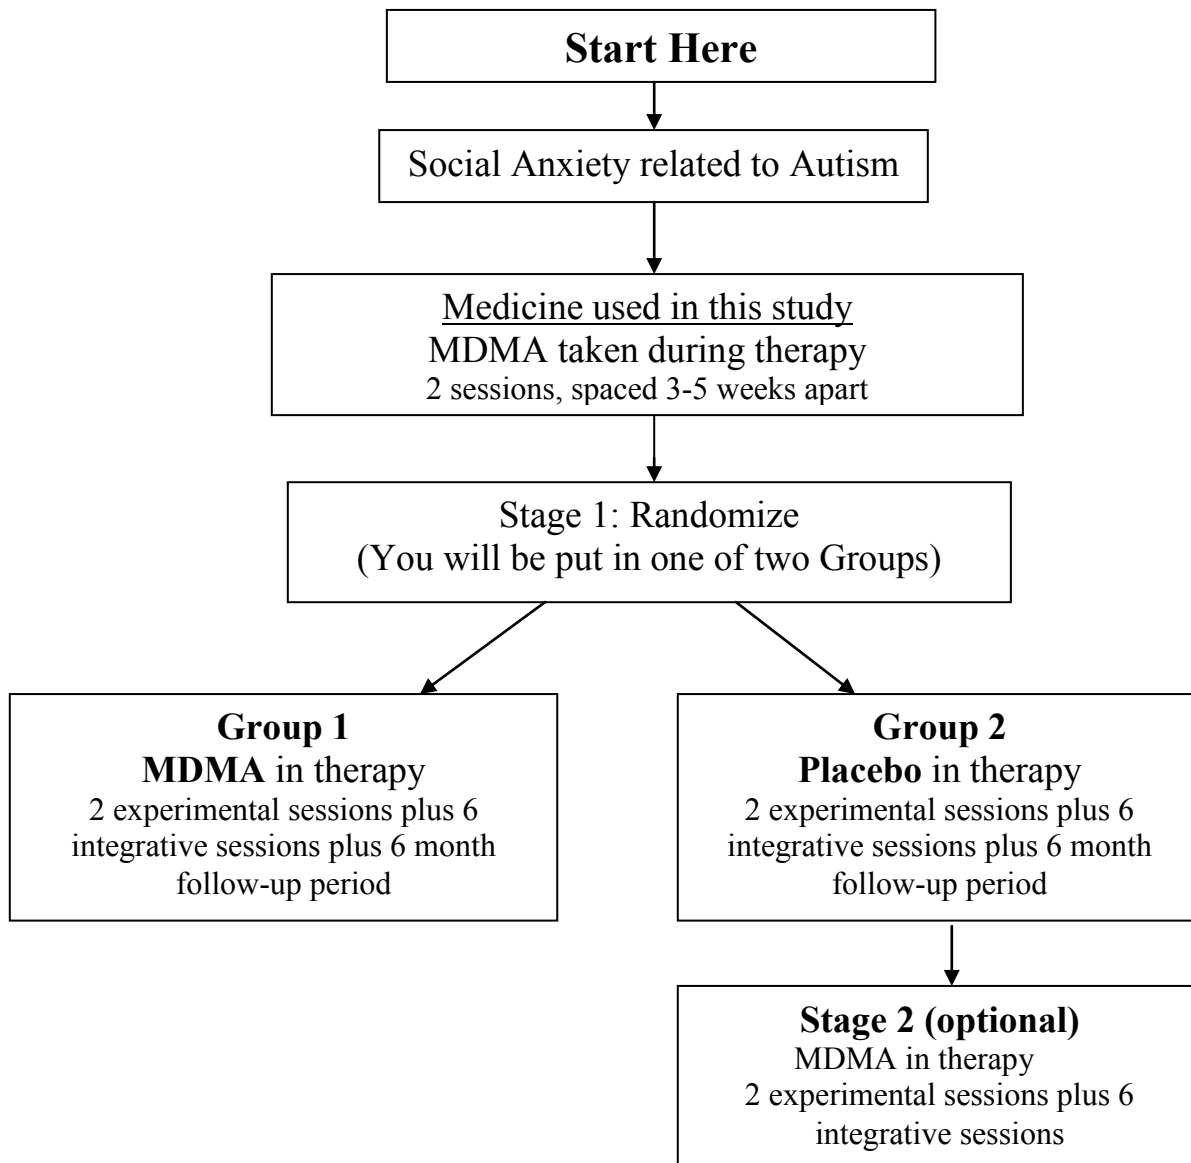 Start Here
Social Anxiety related to Autism
Medicine used in this study
MDMA taken during therapy
2 sessions, spaced 3-5 weeks apart
Stage 1: Randomize
(You will be put in one of two Groups)
Group 1
MDMA in therapy
2 experimental sessions plus 6
integrative sessions plus 6 month
follow-up period
Group 2
Placebo in therapy
2 experimental sessions plus 6
integrative sessions plus 6 month
follow-up period
Stage 2 (optional)
MDMA in therapy
2 experimental sessions plus 6
integrative sessions